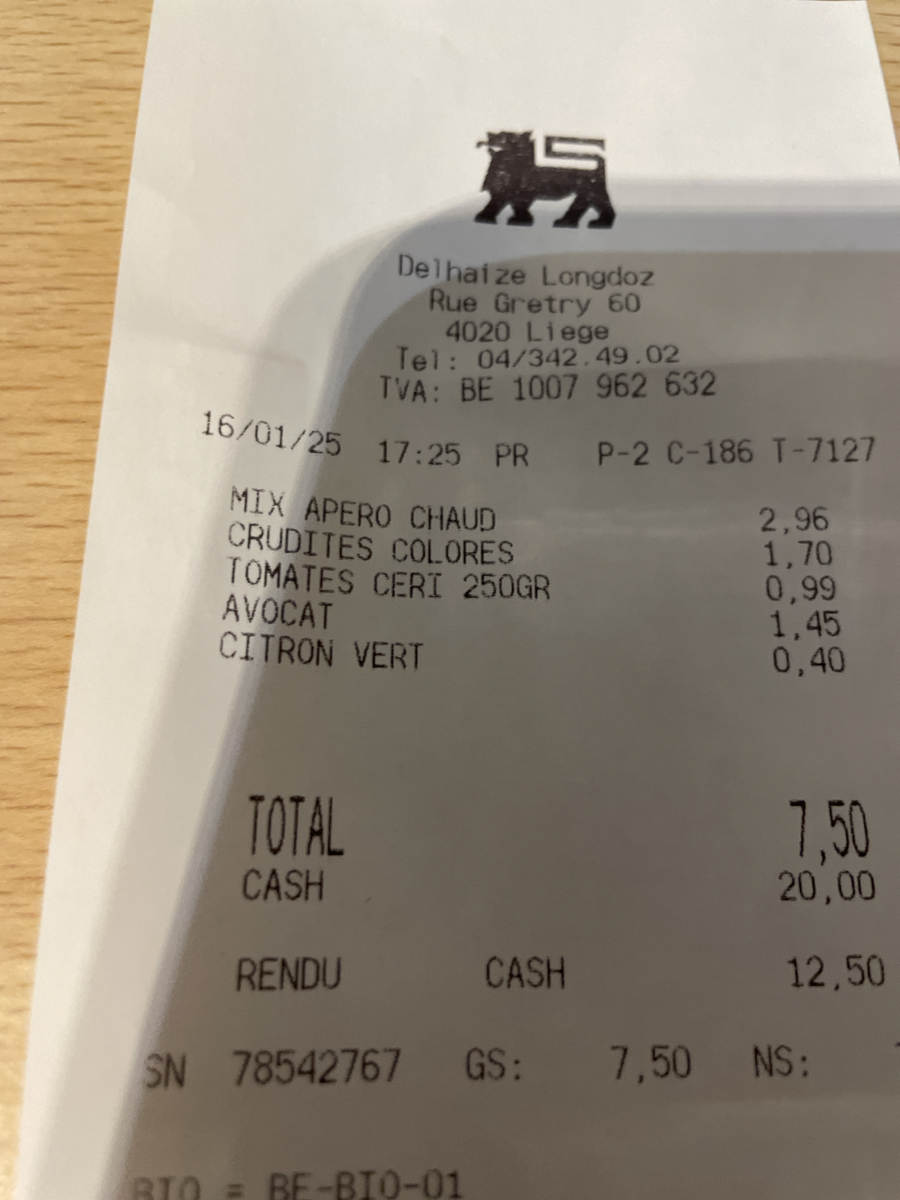 Delhaize Longdoz
Rue Gretry 60
4020 Liege
Tel: 04/342.49.02
TVA: BE 1007 962 632
16/01/25 17:25 PR P-2 C-186 T-7127
MIX APERO CHAUD 2,96
CRUDITES COLORES 1,70
TOMATES CERI 250GR 0,99
AVOCAT 1,45
CITRON VERT 0,40
TOTAL 7,50
CASH 20,00
RENDU CASH 12,50
SN 78542767 GS: 7,50 NS:
BIO = BE-BIO-01